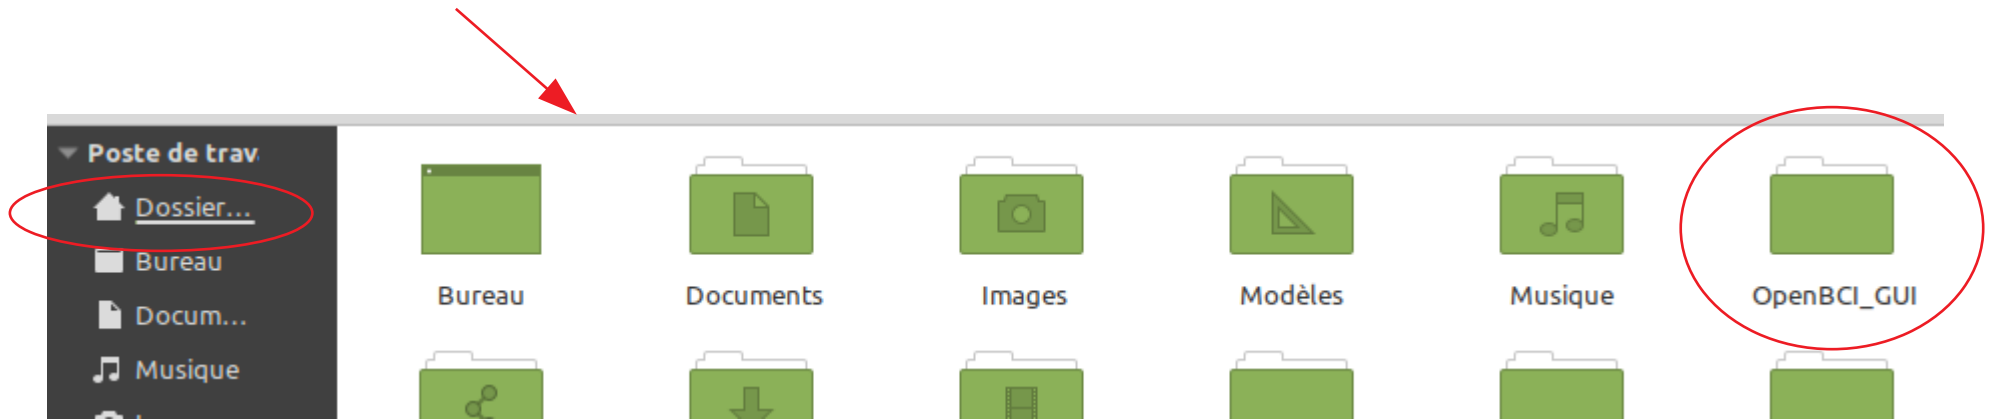 Poste de trav
Dossier...
Bureau
Docum...
Musique
Bureau
Documents
Images
Modèles
Musique
OpenBCI_GUI